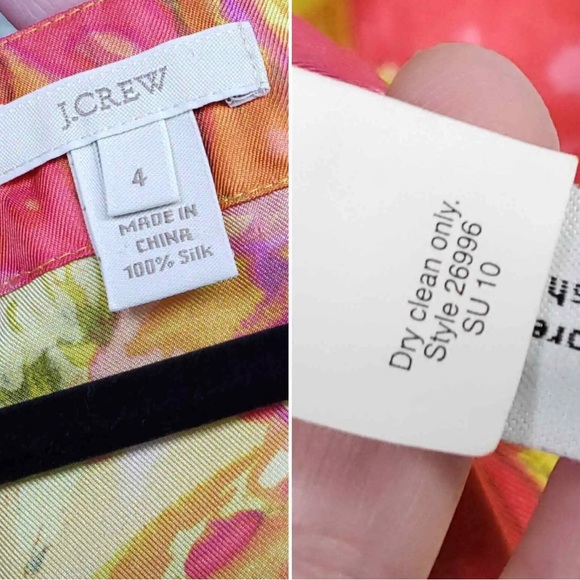 J.CREW
4
MADE IN
CHINA
100% Silk
Dry clean only.
Style 26996
SU 10